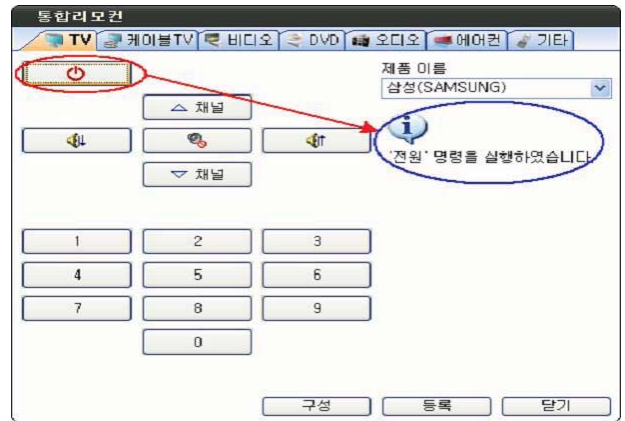 통합리모컨
TV 케이블TV 비디오 DVD 오디오 에어컨 기타
제품 이름
삼성(SAMSUNG)
△ 채널
'전원' 명령을 실행하였습니다
▽ 채널
1 2 3
4 5 6
7 8 9
0
구성 등록 닫기